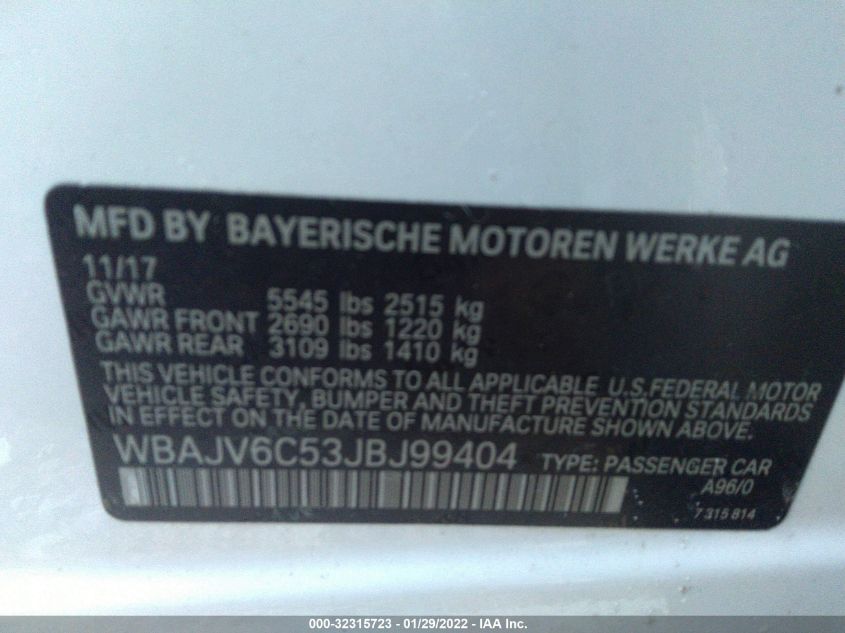 MFD BY BAYERISCHE MOTOREN WERKE AG
11/17
GVWR 5545 lbs 2515 kg
GAWR FRONT 2690 lbs 1220 kg
GAWR REAR 3109 lbs 1410 kg
THIS VEHICLE CONFORMS TO ALL APPLICABLE U.S.FEDERAL MOTOR
VEHICLE SAFETY, BUMPER AND THEFT PREVENTION STANDARDS
IN EFFECT ON THE DATE OF MANUFACTURE SHOWN ABOVE.
WBAJV6C53JBJ99404 TYPE: PASSENGER CAR
A96/0
7 315 814
000-32315723 - 01/29/2022 - IAA Inc.